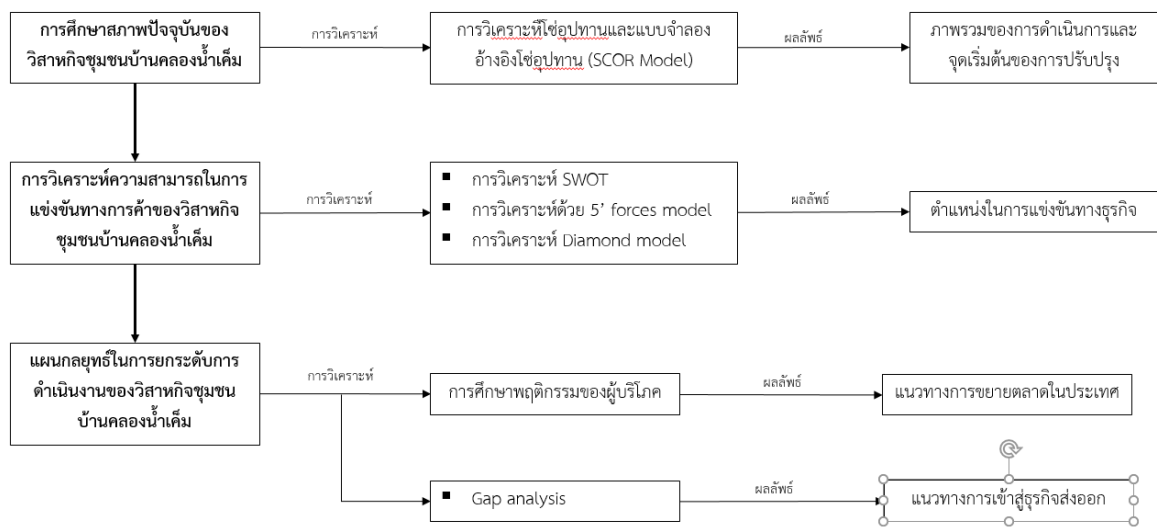 การศึกษาสภาพปัจจุบันของ
วิสาหกิจชุมชนบ้านคลองน้ำเค็ม
การวิเคราะห์
การวิเคราะห์โซ่อุปทานและแบบจำลอง
อ้างอิงโซ่อุปทาน (SCOR Model)
ผลลัพธ์
ภาพรวมของการดำเนินการและ
จุดเริ่มต้นของการปรับปรุง
การวิเคราะห์ความสามารถในการ
แข่งขันทางการค้าของวิสาหกิจ
ชุมชนบ้านคลองน้ำเค็ม
การวิเคราะห์
▪ การวิเคราะห์ SWOT
▪ การวิเคราะห์ด้วย 5' forces model
▪ การวิเคราะห์ Diamond model
ผลลัพธ์
ตำแหน่งในการแข่งขันทางธุรกิจ
แผนกลยุทธ์ในการยกระดับการ
ดำเนินงานของวิสาหกิจชุมชน
บ้านคลองน้ำเค็ม
การวิเคราะห์
การศึกษาพฤติกรรมของผู้บริโภค
ผลลัพธ์
แนวทางการขยายตลาดในประเทศ
▪ Gap analysis
ผลลัพธ์
แนวทางการเข้าสู่ธุรกิจส่งออก